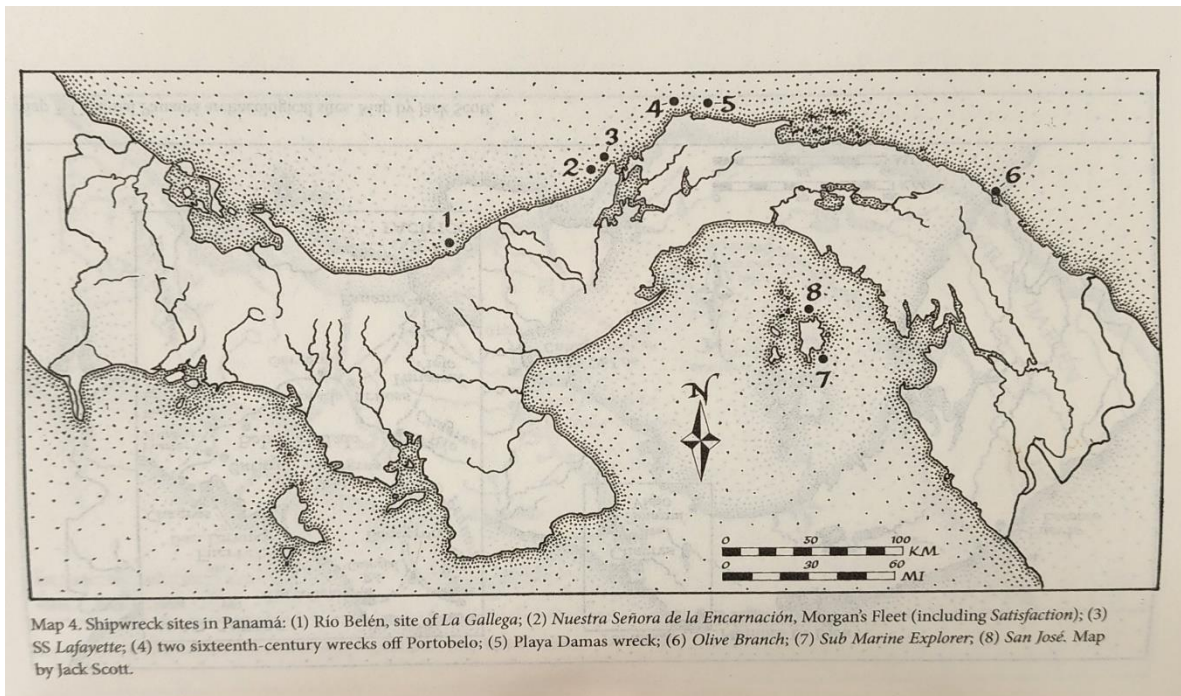 4 5
3
2
6
1
8
7
N
0 50 100
KM
0 30 60
MI
Map 4. Shipwreck sites in Panamá: (1) Río Belén, site of La Gallega; (2) Nuestra Señora de la Encarnación, Morgan's Fleet (including Satisfaction); (3)
SS Lafayette; (4) two sixteenth-century wrecks off Portobelo; (5) Playa Damas wreck; (6) Olive Branch; (7) Sub Marine Explorer; (8) San José. Map
by Jack Scott.